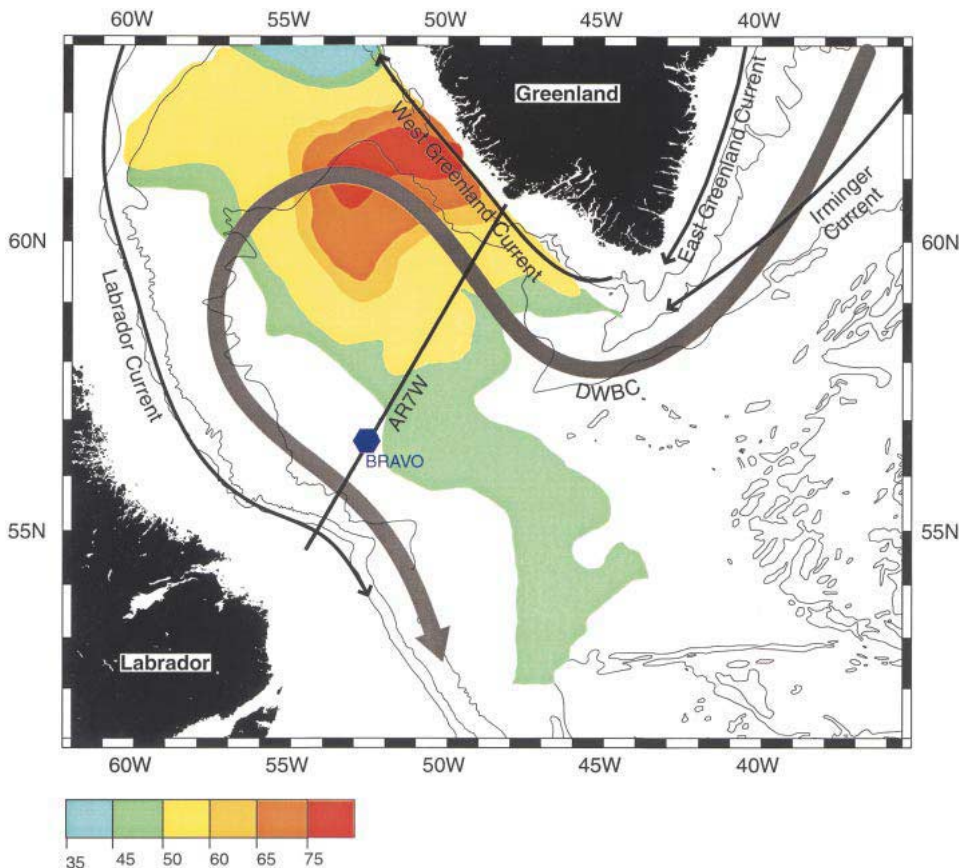 60W 55W 50W 45W 40W
Greenland
West Greenland Current
East Greenland Current
Irminger
Current
60N 60N
Labrador Current
DWBC
AR7W
BRAVO
55N 55N
Labrador
60W 55W 50W 45W 40W
35 45 50 60 65 75